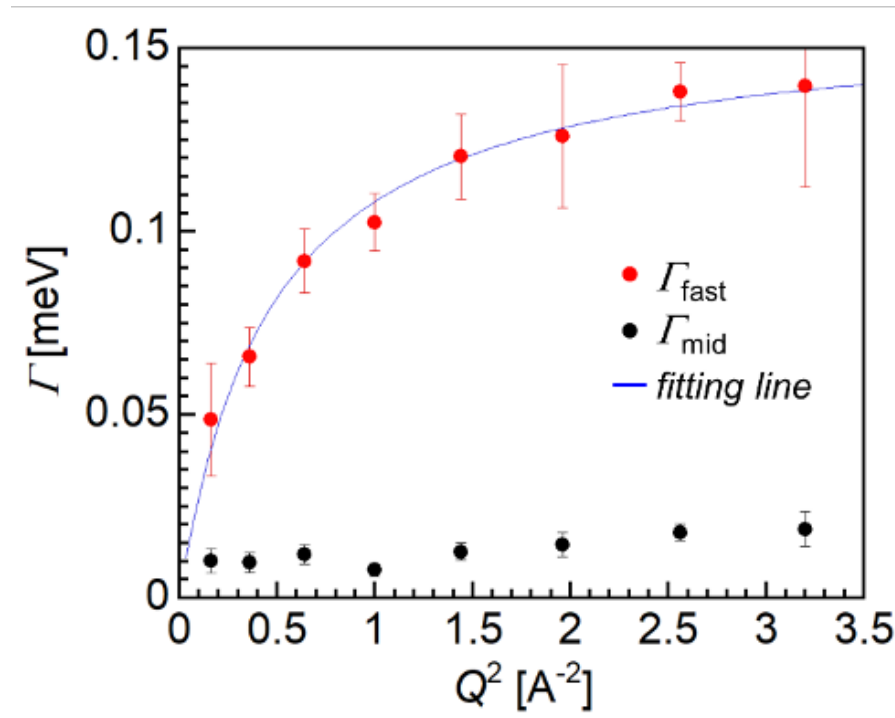 0.15
0.1
0.05
0
Γ [meV]
Γfast
Γmid
fitting line
0 0.5 1 1.5 2 2.5 3 3.5
Q² [A⁻²]